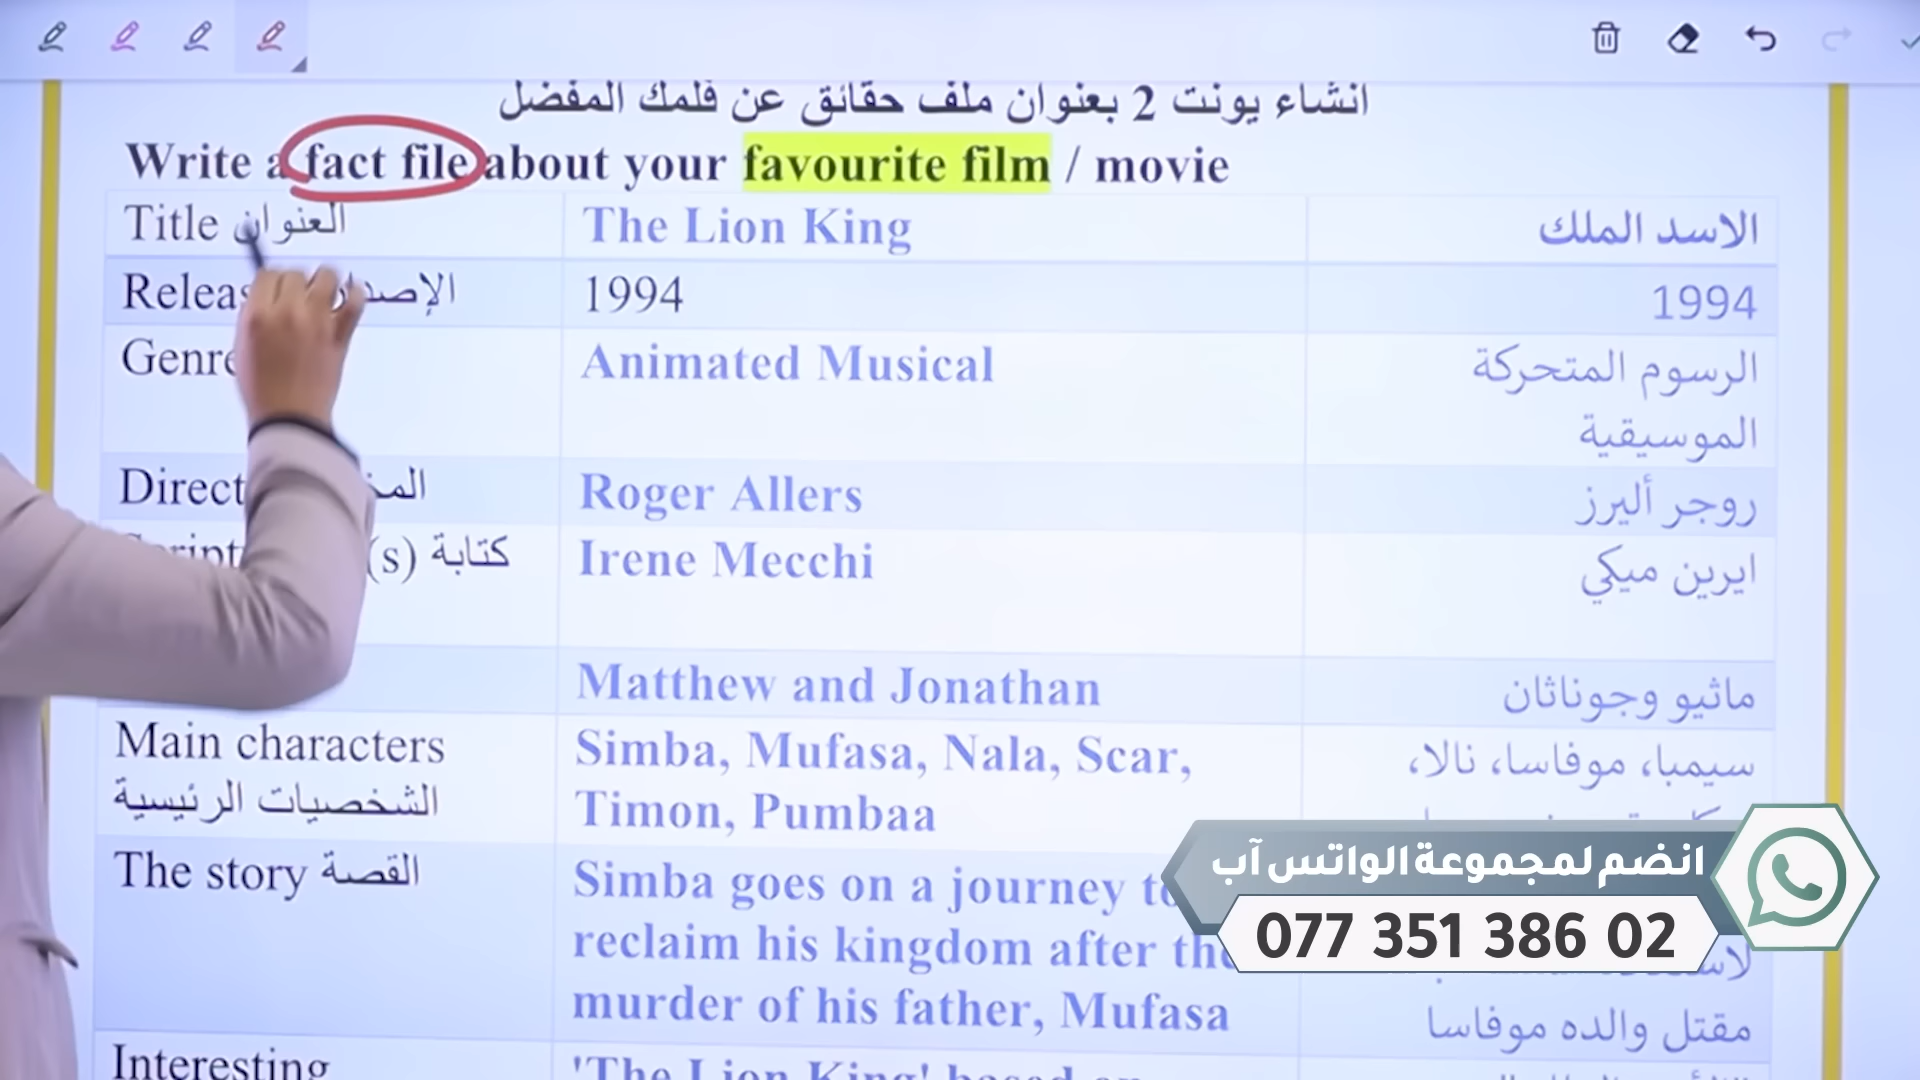 انشاء يونت 2 بعنوان ملف حقائق عن فلمك المفضل
Write a fact file about your favourite film / movie
Title العنوان
The Lion King
الاسد الملك
1994
1994
Animated Musical
الرسوم المتحركة
الموسيقية
Roger Allers
روجر أليرز
(s) كتابة
Irene Mecchi
ايرين ميكي
Matthew and Jonathan
ماثيو وجوناثان
Main characters
الشخصيات الرئيسية
Simba, Mufasa, Nala, Scar,
Timon, Pumbaa
سيمبا، موفاسا، نالا،
The story القصة
Simba goes on a journey
reclaim his kingdom after
murder of his father, Mufasa
مقتل والده موفاسا
Interesting
'The Lion King' based on
انضم لمجموعة الواتس آب
077 351 386 02